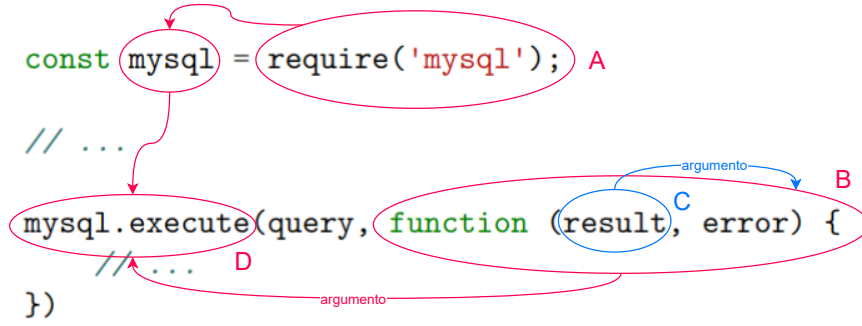 const mysql = require('mysql'); A
// ...
argumento
B
mysql.execute(query, function (result, error) {
C
D
// ...
argumento
})